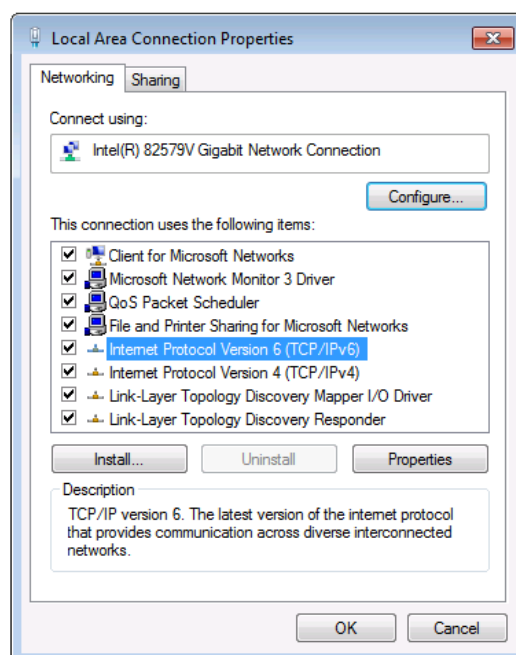 Local Area Connection Properties
Networking
Sharing
Connect using:
Intel(R) 82579V Gigabit Network Connection
Configure...
This connection uses the following items:
Client for Microsoft Networks
Microsoft Network Monitor 3 Driver
QoS Packet Scheduler
File and Printer Sharing for Microsoft Networks
Internet Protocol Version 6 (TCP/IPv6)
Internet Protocol Version 4 (TCP/IPv4)
Link-Layer Topology Discovery Mapper I/O Driver
Link-Layer Topology Discovery Responder
Install...
Uninstall
Properties
Description
TCP/IP version 6. The latest version of the internet protocol
that provides communication across diverse interconnected
networks.
OK
Cancel